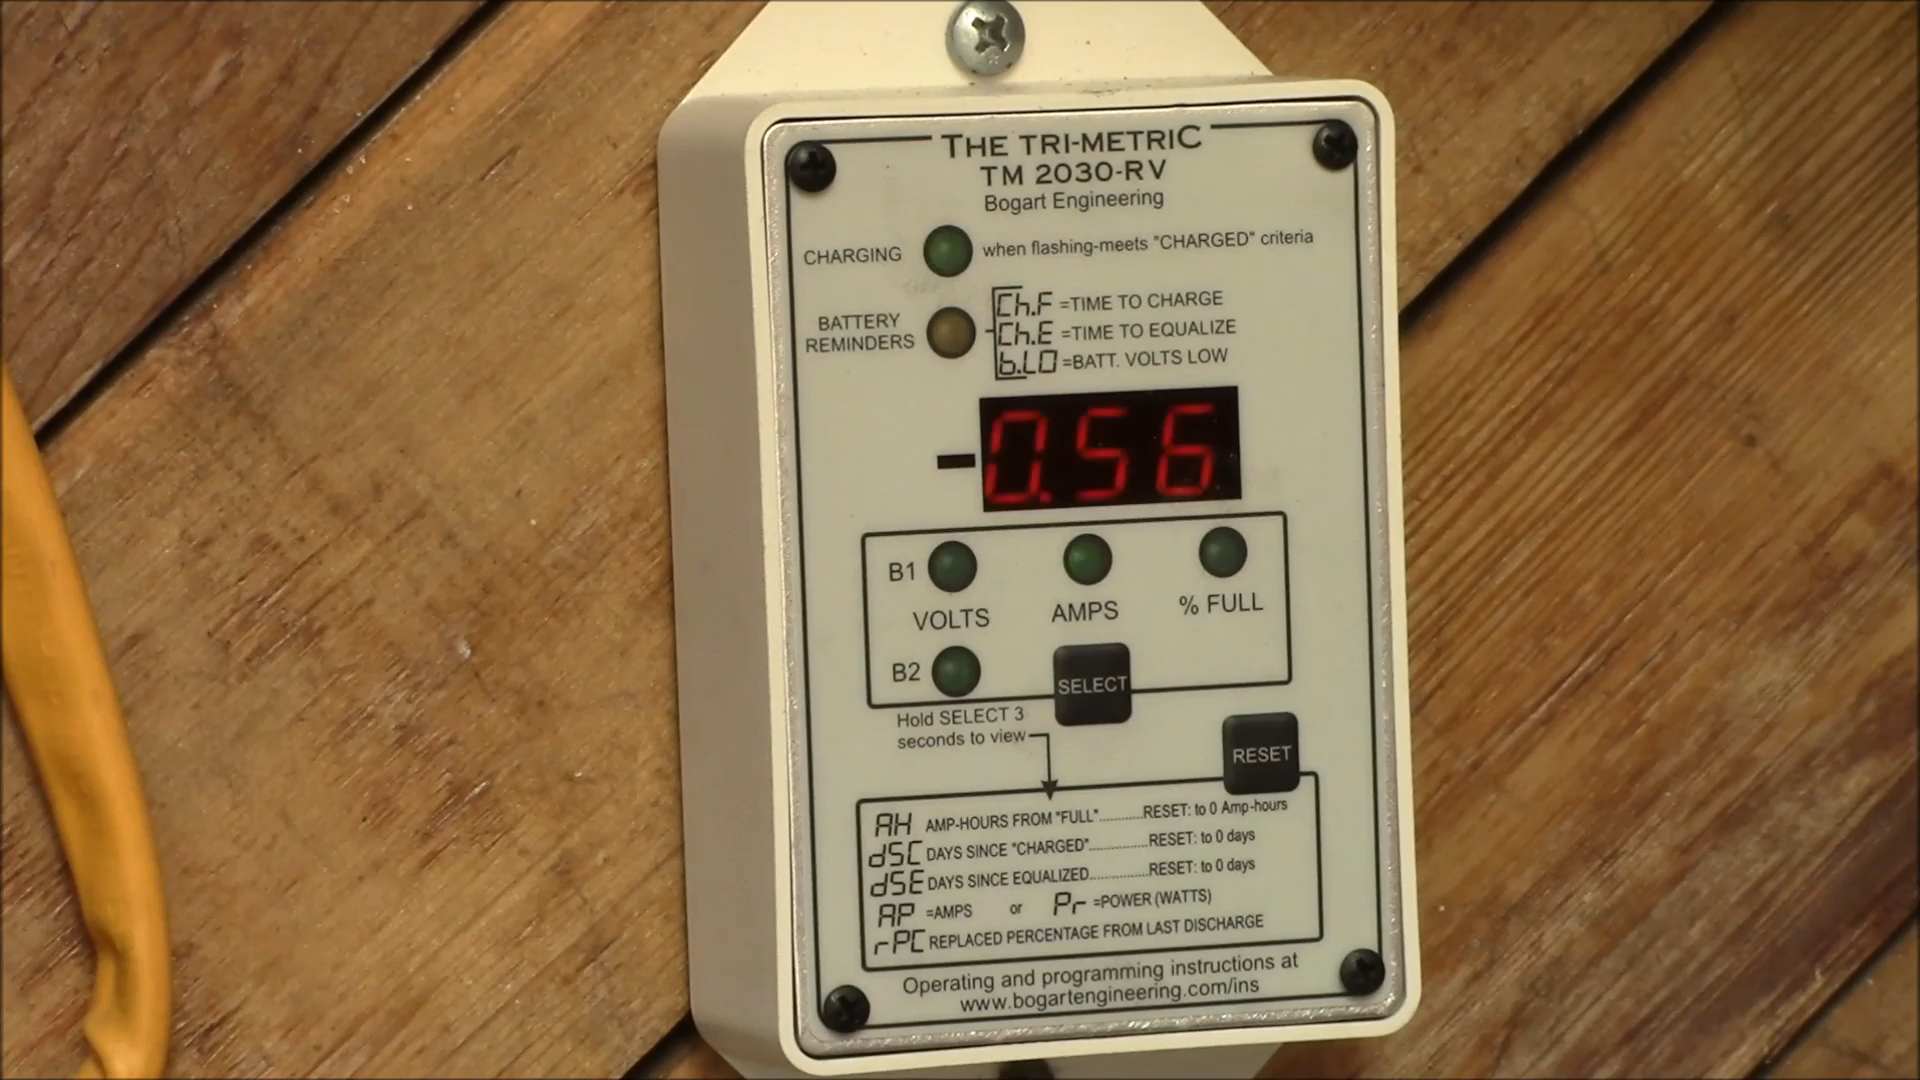 THE TRI-METRIC
TM 2030-RV
Bogart Engineering
CHARGING when flashing-meets "CHARGED" criteria
BATTERY REMINDERS
Ch.F =TIME TO CHARGE
Ch.E =TIME TO EQUALIZE
b.LO =BATT. VOLTS LOW
-0.56
B1
VOLTS AMPS % FULL
B2
SELECT
Hold SELECT 3
seconds to view
RESET
AH AMP-HOURS FROM "FULL"............RESET: to 0 Amp-hours
dSC DAYS SINCE "CHARGED"................RESET: to 0 days
dSE DAYS SINCE EQUALIZED................RESET: to 0 days
AP =AMPS or Pr =POWER (WATTS)
rPC REPLACED PERCENTAGE FROM LAST DISCHARGE
Operating and programming instructions at
www.bogartengineering.com/ins